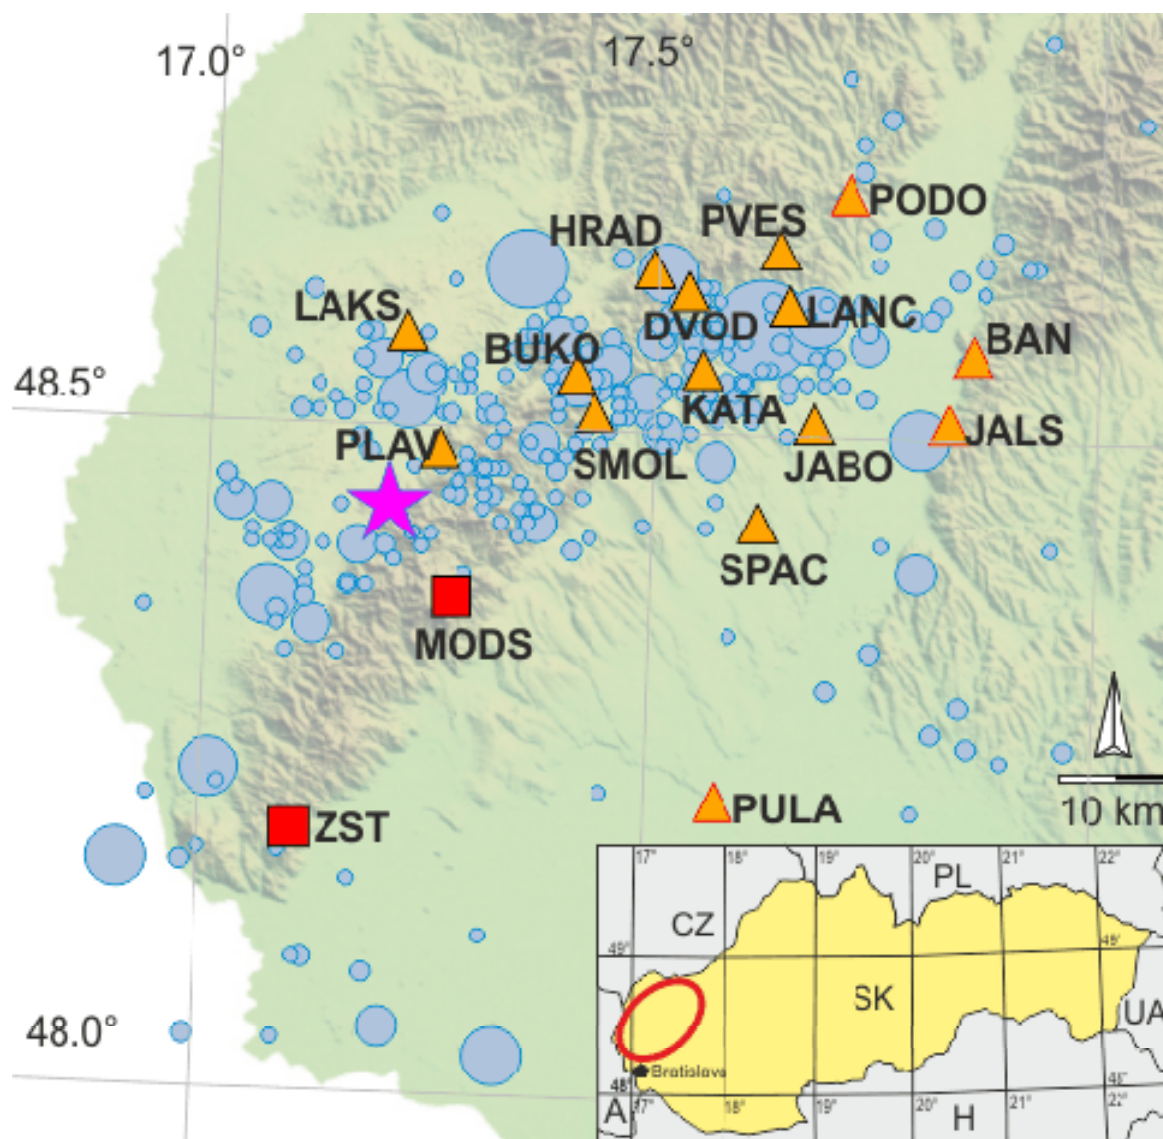 17.0°
17.5°
PODO
PVES
HRAD
LAKS
LANC
DVOD
BAN
BUKO
48.5°
KATA
PLAV
JALS
SMOL
JABO
SPAC
MODS
10 km
PULA
ZST
48.0°
17°
18°
19°
20°
21°
22°
PL
CZ
49°
49°
SK
UA
Bratislava
48°
48°
A
17°
18°
19°
20°
H
21°
22°